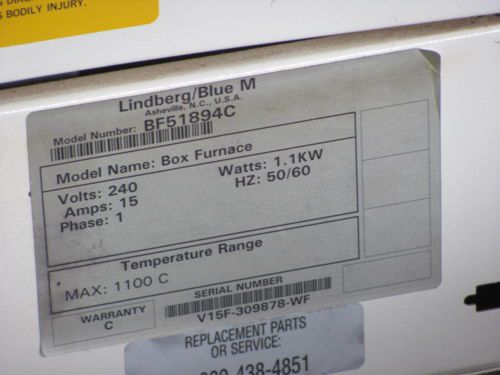 S BODILY INJURY.
Lindberg/Blue M
Asheville, N.C., U.S.A.
Model Number: BF51894C
Model Name: Box Furnace
Volts: 240 Watts: 1.1KW
Amps: 15 HZ: 50/60
Phase: 1
Temperature Range
MAX: 1100 C
SERIAL NUMBER
WARRANTY
C
V15F-309878-WF
REPLACEMENT PARTS
OR SERVICE:
438-4851